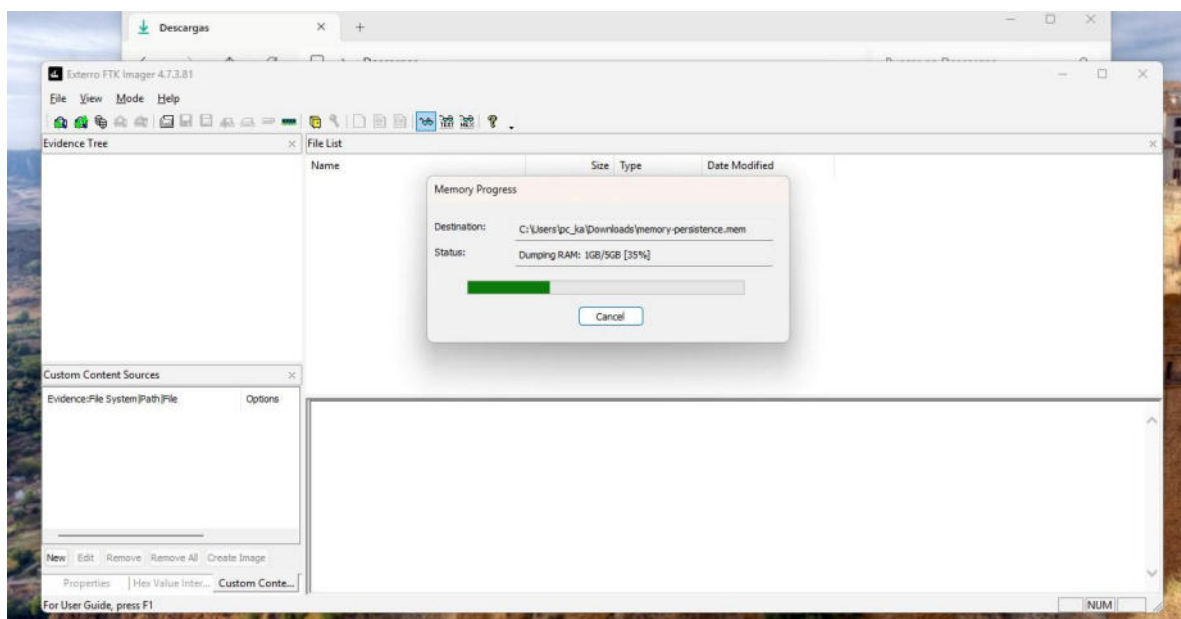 Descargas
Exterro FTK Imager 4.7.3.81
File View Mode Help
Evidence Tree
File List
Name Size Type Date Modified
Memory Progress
Destination: C:\Users\pc_ka\Downloads\memory-persistence.mem
Status: Dumping RAM: 1GB/5GB [35%]
Cancel
Custom Content Sources
Evidence:File System|Path|File Options
New Edit Remove Remove All Create Image
Properties Hex Value Inter... Custom Conte...
For User Guide, press F1
NUM